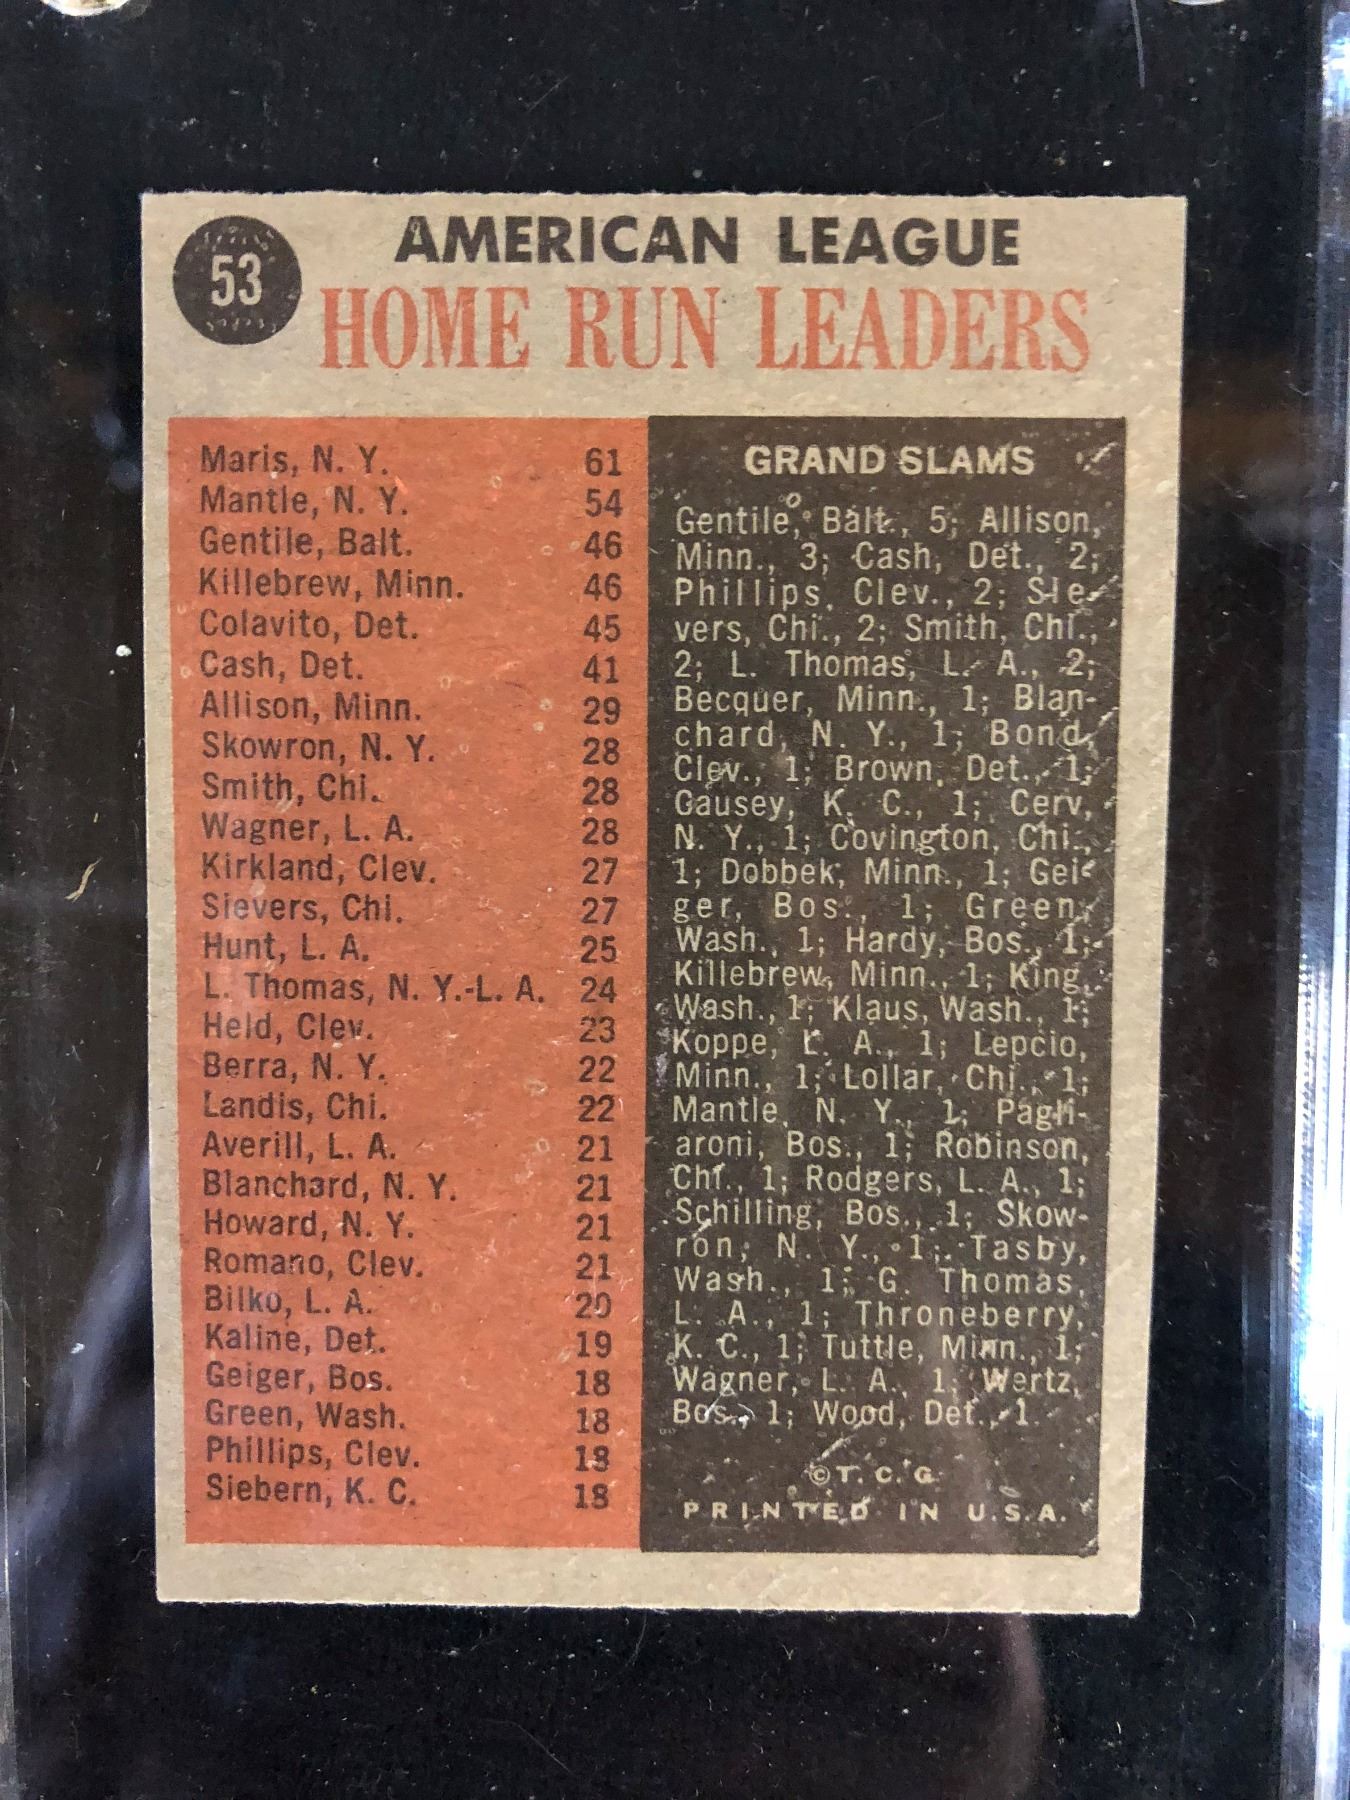 53
AMERICAN LEAGUE
HOME RUN LEADERS
Maris, N. Y. 61
Mantle, N. Y. 54
Gentile, Balt. 46
Killebrew, Minn. 46
Colavito, Det. 45
Cash, Det. 41
Allison, Minn. 29
Skowron, N. Y. 28
Smith, Chi. 28
Wagner, L. A. 28
Kirkland, Clev. 27
Sievers, Chi. 27
Hunt, L. A. 25
L. Thomas, N. Y.-L. A. 24
Held, Clev. 23
Berra, N. Y. 22
Landis, Chi. 22
Averill, L. A. 21
Blanchard, N. Y. 21
Howard, N. Y. 21
Romano, Clev. 21
Bilko, L. A. 20
Kaline, Det. 19
Geiger, Bos. 18
Green, Wash. 18
Phillips, Clev. 18
Siebern, K. C. 18
GRAND SLAMS
Gentile, Balt., 5; Allison,
Minn., 3; Cash, Det., 2;
Phillips, Clev., 2; Sie-
vers, Chi., 2; Smith, Chi.,
2; L. Thomas, L. A., 2;
Becquer, Minn., 1; Blan-
chard, N. Y., 1; Bond,
Clev., 1; Brown, Det., 1;
Gausey, K. C., 1; Cerv,
N. Y., 1; Covington, Chi.,
1; Dobbek, Minn., 1; Gei-
ger, Bos., 1; Green,
Wash., 1; Hardy, Bos., 1;
Killebrew, Minn., 1; King,
Wash., 1; Klaus, Wash., 1;
Koppe, L. A., 1; Lepcio,
Minn., 1; Lollar, Chi., 1;
Mantle, N. Y., 1; Pagli-
aroni, Bos., 1; Robinson,
Chi., 1; Rodgers, L. A., 1;
Schilling, Bos., 1; Skow-
ron, N. Y., 1; Tasby,
Wash., 1; G. Thomas,
L. A., 1; Throneberry,
K. C., 1; Tuttle, Minn., 1;
Wagner, L. A., 1; Wertz,
Bos., 1; Wood, Det., 1.
©T. C. G.
PRINTED IN U.S.A.